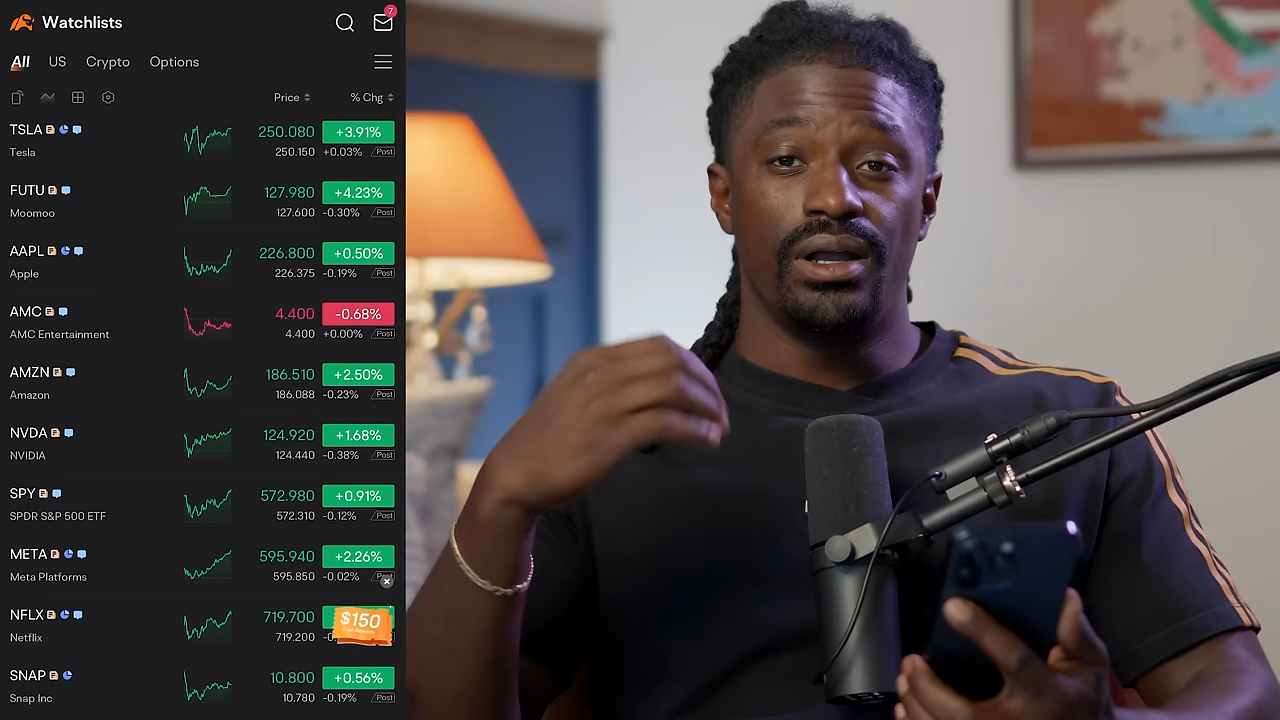 Watchlists
7
All US Crypto Options
Price % Chg
TSLA 250.080 +3.91%
Tesla 250.150 +0.03% Post
FUTU 127.980 +4.23%
Moomoo 127.600 -0.30% Post
AAPL 226.800 +0.50%
Apple 226.375 -0.19% Post
AMC 4.400 -0.68%
AMC Entertainment 4.400 +0.00% Post
AMZN 186.510 +2.50%
Amazon 186.088 -0.23% Post
NVDA 124.920 +1.68%
NVIDIA 124.440 -0.38% Post
SPY 572.980 +0.91%
SPDR S&P 500 ETF 572.310 -0.12% Post
META 595.940 +2.26%
Meta Platforms 595.850 -0.02%
NFLX 719.700
$150
Netflix 719.200
SNAP 10.800 +0.56%
Snap Inc 10.780 -0.19% Post